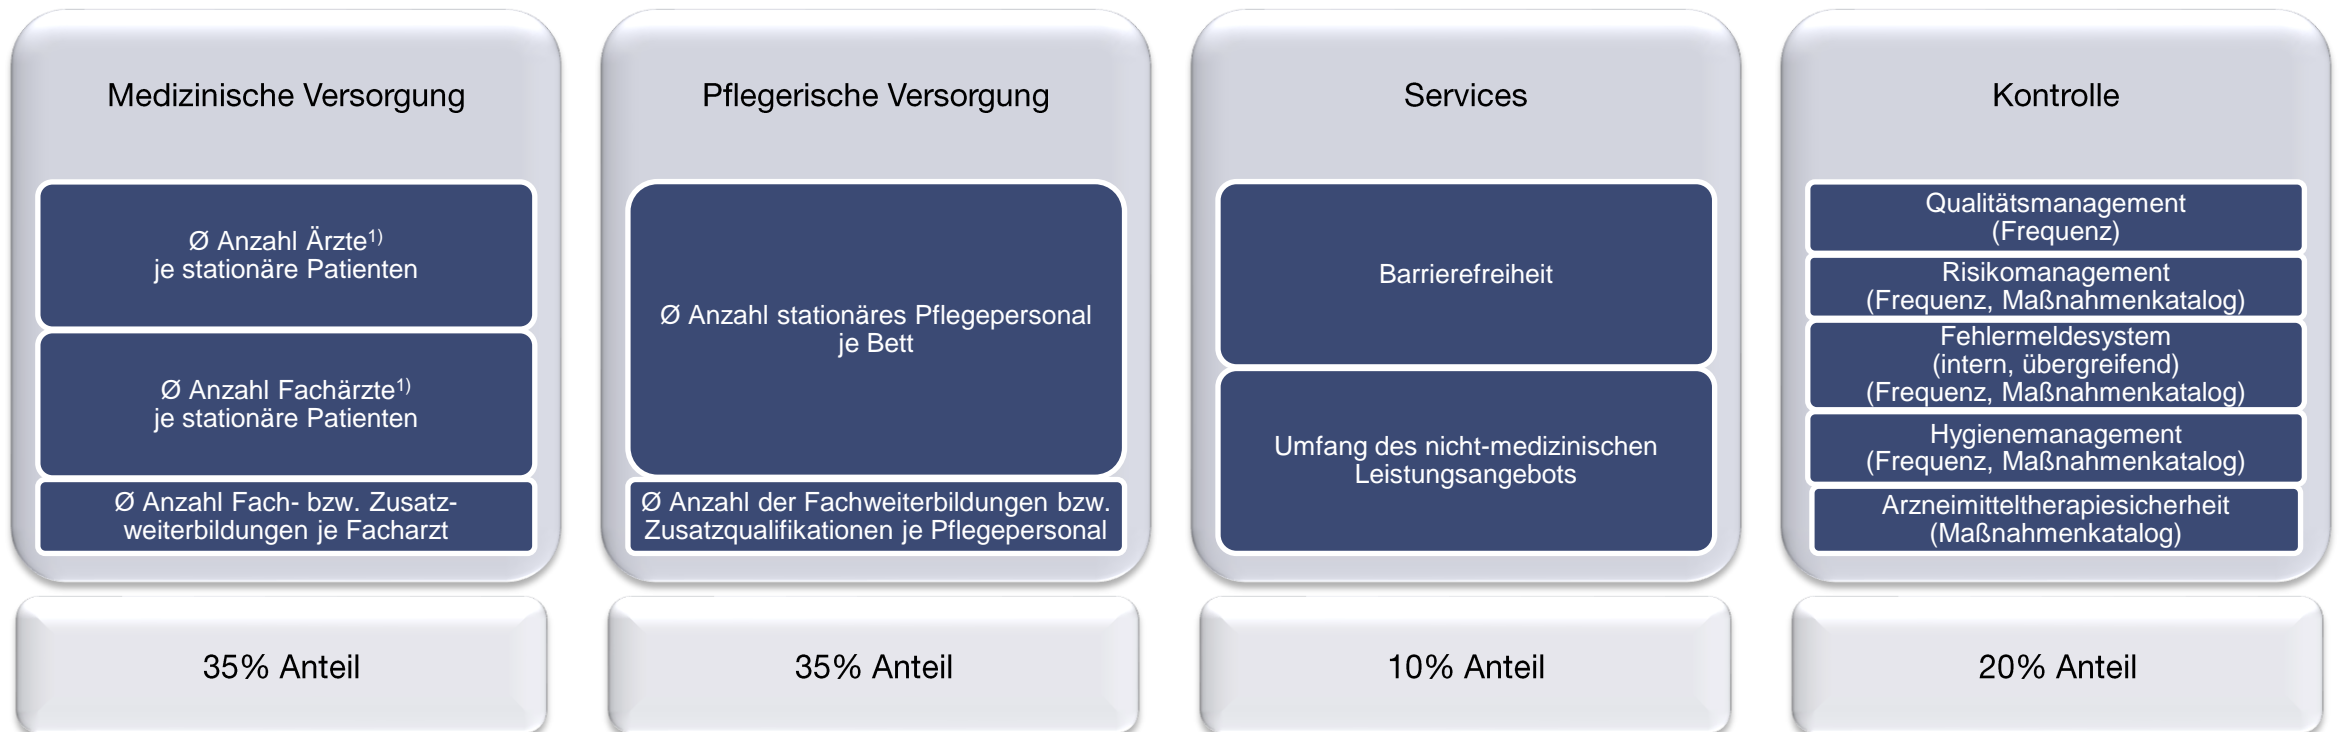 Medizinische Versorgung
Ø Anzahl Ärzte¹⁾
je stationäre Patienten
Ø Anzahl Fachärzte¹⁾
je stationäre Patienten
Ø Anzahl Fach- bzw. Zusatz-
weiterbildungen je Facharzt
35% Anteil
Pflegerische Versorgung
Ø Anzahl stationäres Pflegepersonal
je Bett
Ø Anzahl der Fachweiterbildungen bzw.
Zusatzqualifikationen je Pflegepersonal
35% Anteil
Services
Barrierefreiheit
Umfang des nicht-medizinischen
Leistungsangebots
10% Anteil
Kontrolle
Qualitätsmanagement
(Frequenz)
Risikomanagement
(Frequenz, Maßnahmenkatalog)
Fehlermeldesystem
(intern, übergreifend)
(Frequenz, Maßnahmenkatalog)
Hygienemanagement
(Frequenz, Maßnahmenkatalog)
Arzneimitteltherapiesicherheit
(Maßnahmenkatalog)
20% Anteil